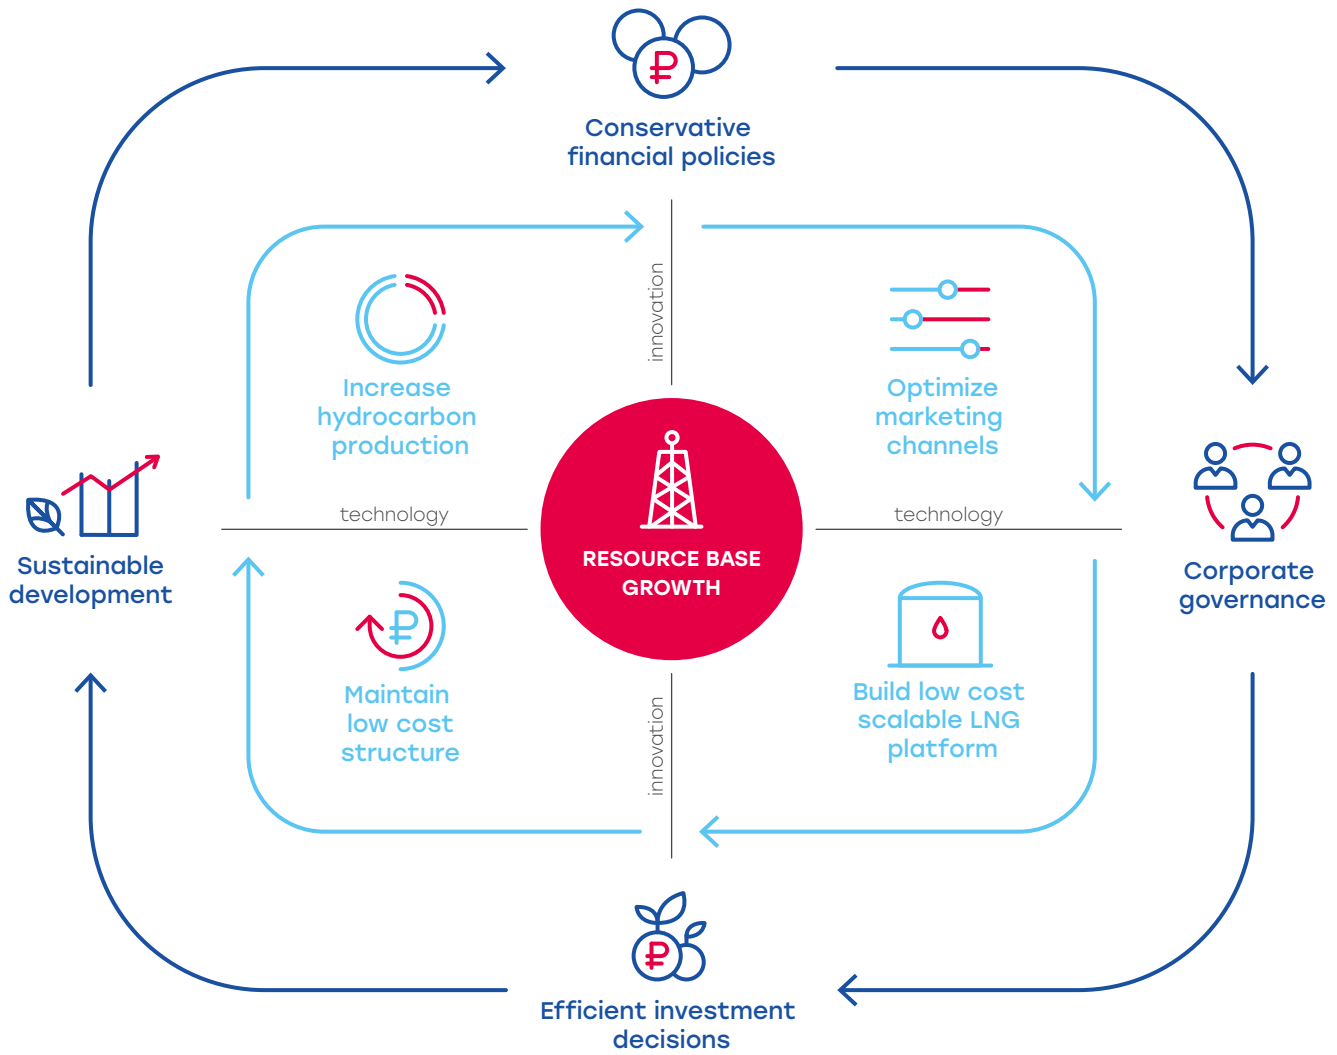 Conservative
financial policies
innovation
Increase
hydrocarbon
production
Optimize
marketing
channels
technology
technology
RESOURCE BASE
GROWTH
Sustainable
development
Corporate
governance
Maintain
low cost
structure
Build low cost
scalable LNG
platform
innovation
Efficient investment
decisions